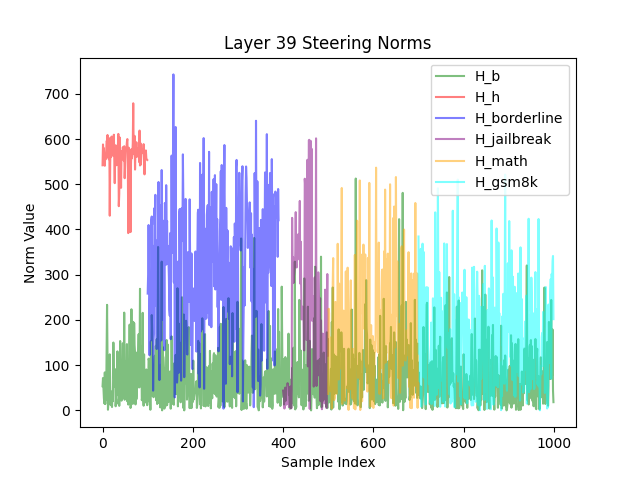 Layer 39 Steering Norms
Norm Value
700
600
500
400
300
200
100
0
H_b
H_h
H_borderline
H_jailbreak
H_math
H_gsm8k
0
200
400
600
800
1000
Sample Index